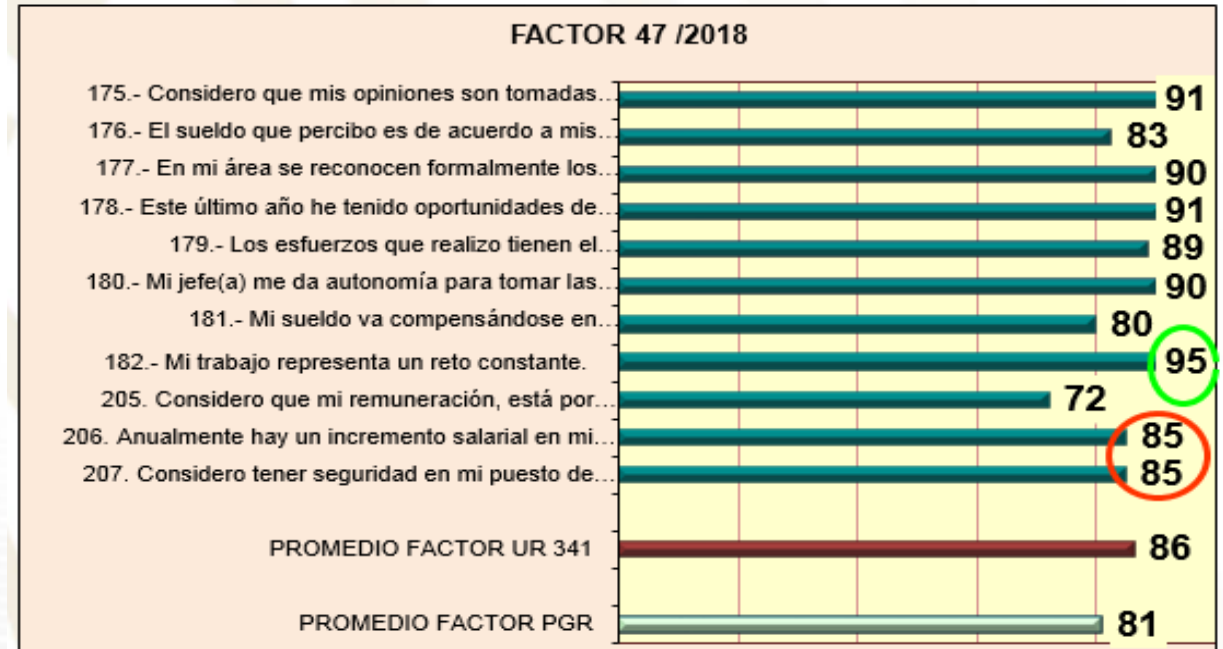 FACTOR 47 /2018
175.- Considero que mis opiniones son tomadas... 91
176.- El sueldo que percibo es de acuerdo a mis... 83
177.- En mi área se reconocen formalmente los... 90
178.- Este último año he tenido oportunidades de... 91
179.- Los esfuerzos que realizo tienen el... 89
180.- Mi jefe(a) me da autonomía para tomar las... 90
181.- Mi sueldo va compensándose en... 80
182.- Mi trabajo representa un reto constante. 95
205. Considero que mi remuneración, está por... 72
206. Anualmente hay un incremento salarial en mi... 85
207. Considero tener seguridad en mi puesto de... 85
PROMEDIO FACTOR UR 341 86
PROMEDIO FACTOR PGR 81